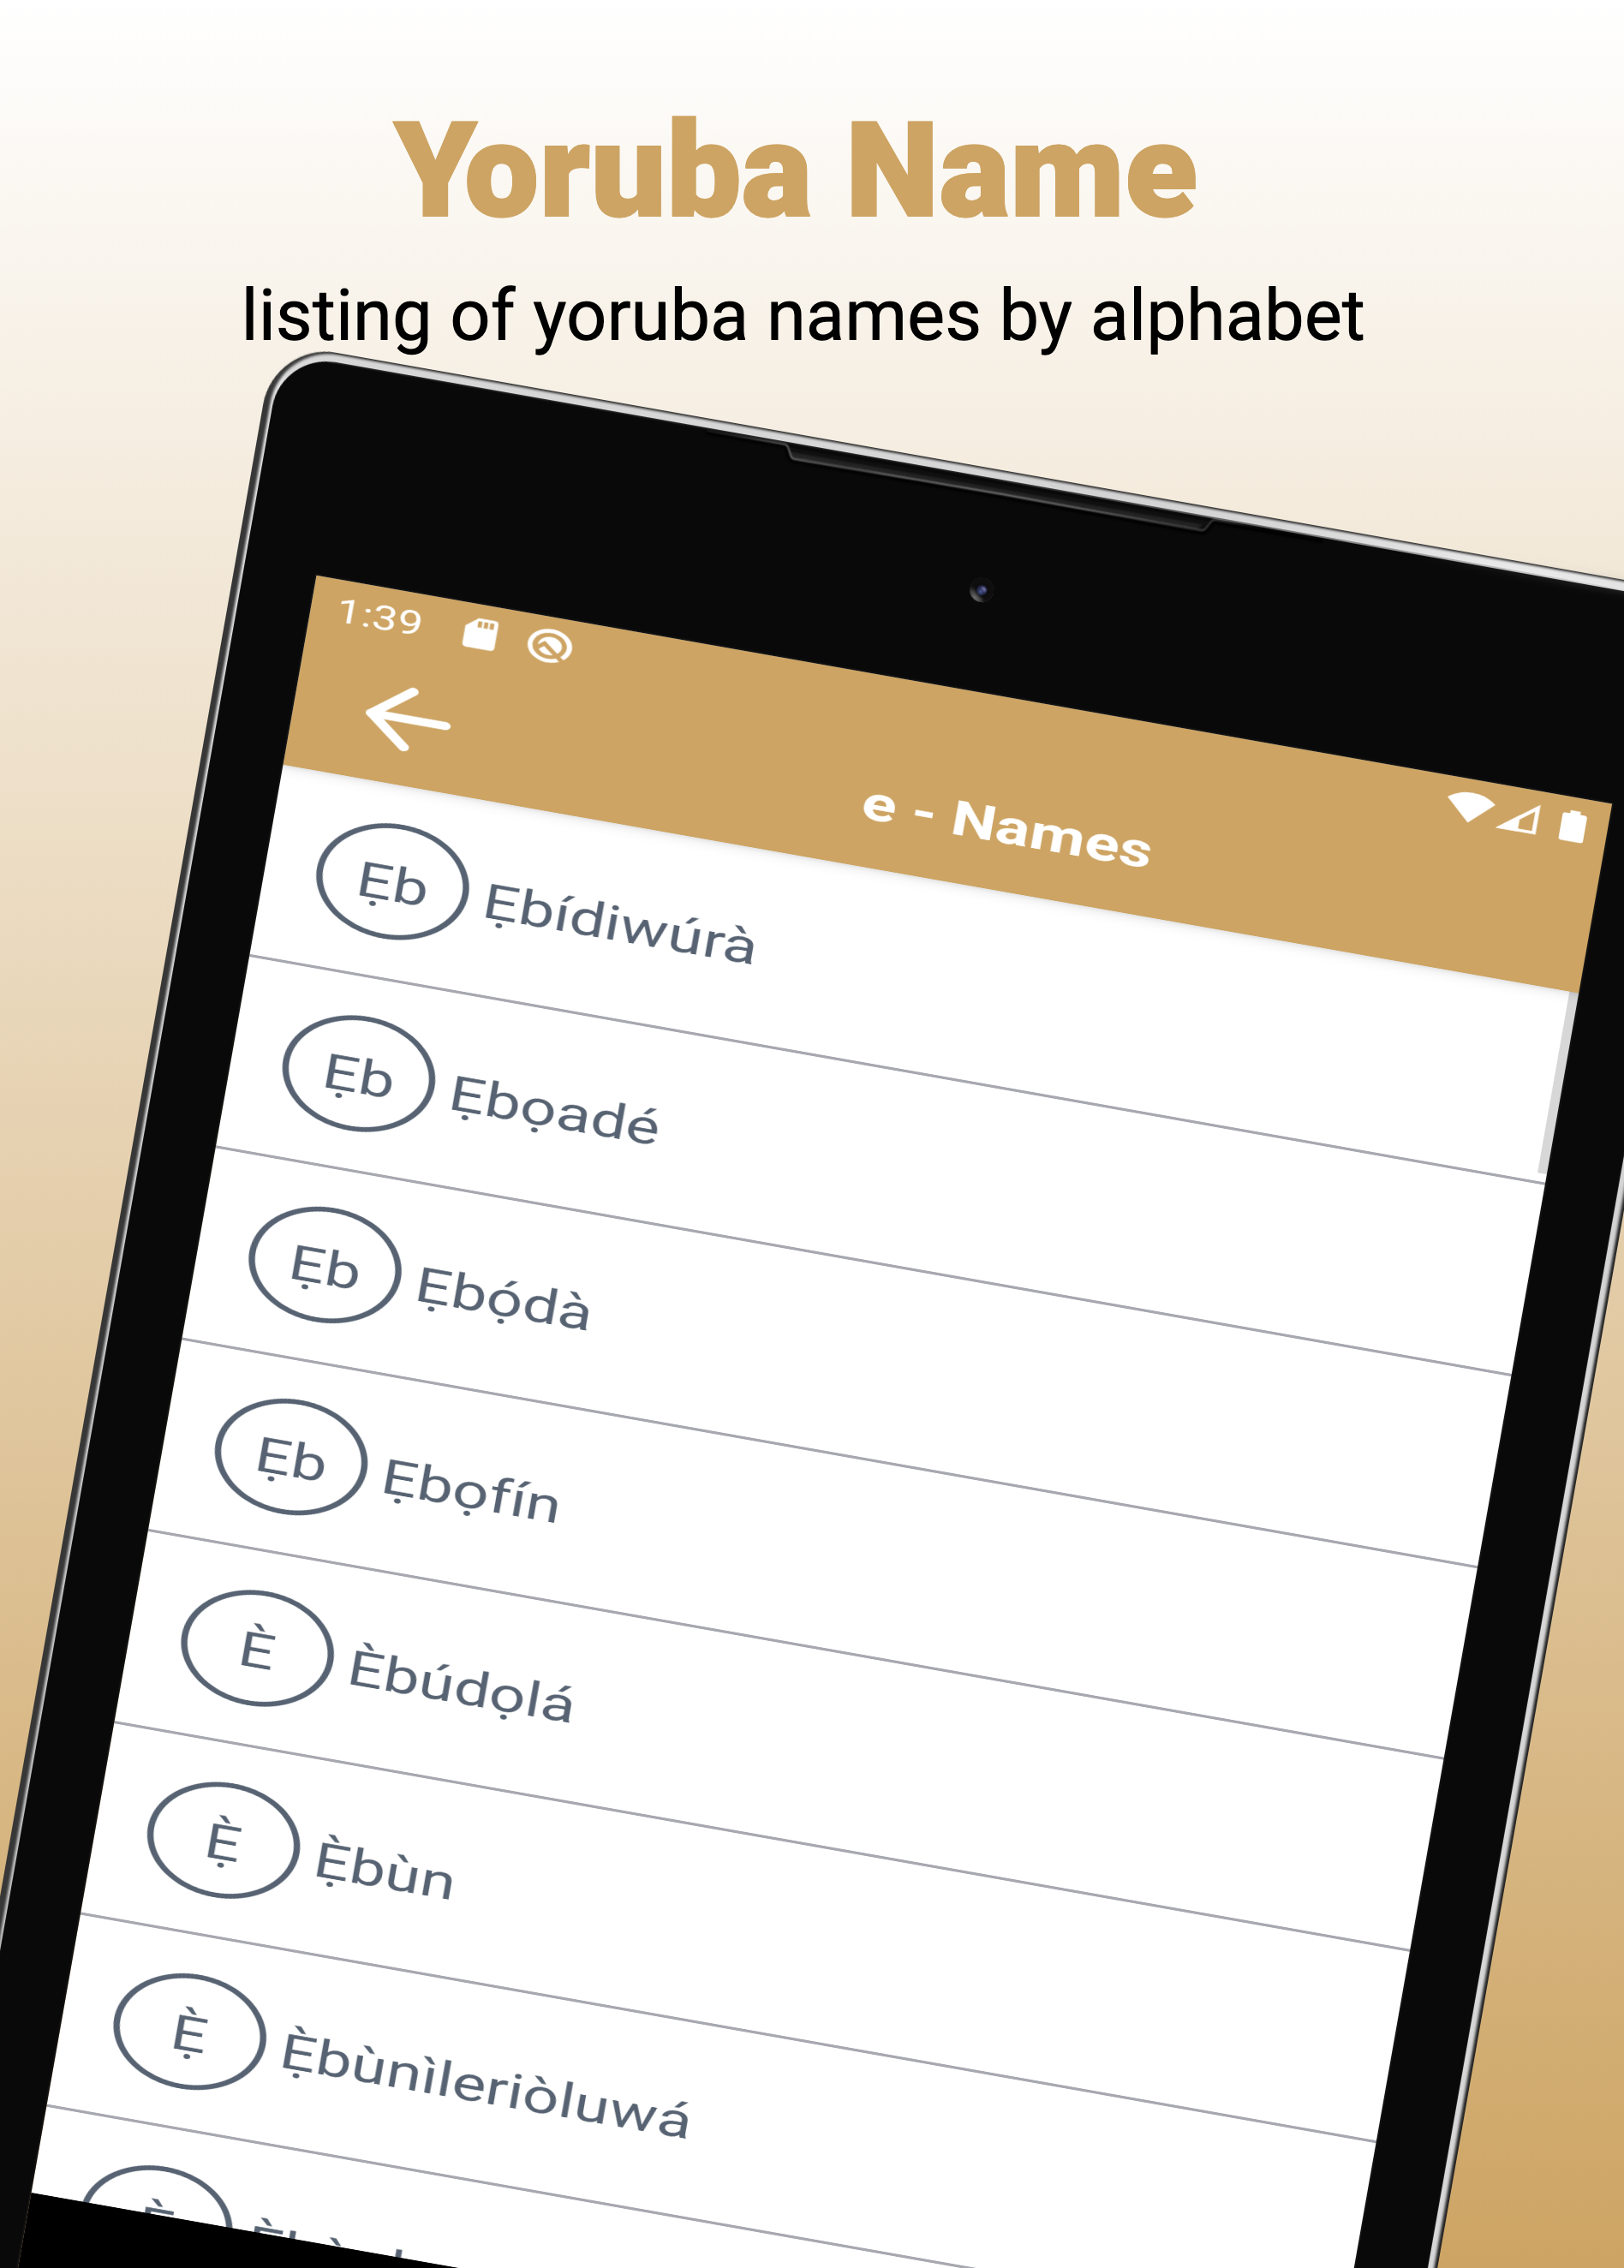 Yoruba Name
listing of yoruba names by alphabet
1:39
e - Names
Ẹb Ẹbídiwúrà
Ẹb Ẹbọadé
Ẹb Ẹbọ́dà
Ẹb Ẹbọfín
È Èbúdọlá
Ẹ̀ Ẹ̀bùn
Ẹ̀ Ẹ̀bùnìleriòluwá